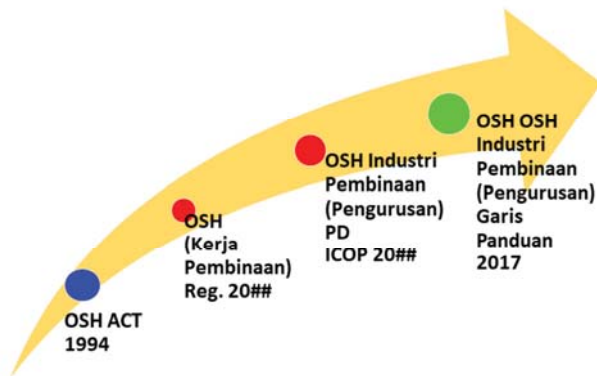 OSH ACT
1994
OSH
(Kerja
Pembinaan)
Reg. 20##
OSH Industri
Pembinaan
(Pengurusan)
PD
ICOP 20##
OSH OSH
Industri
Pembinaan
(Pengurusan)
Garis
Panduan
2017